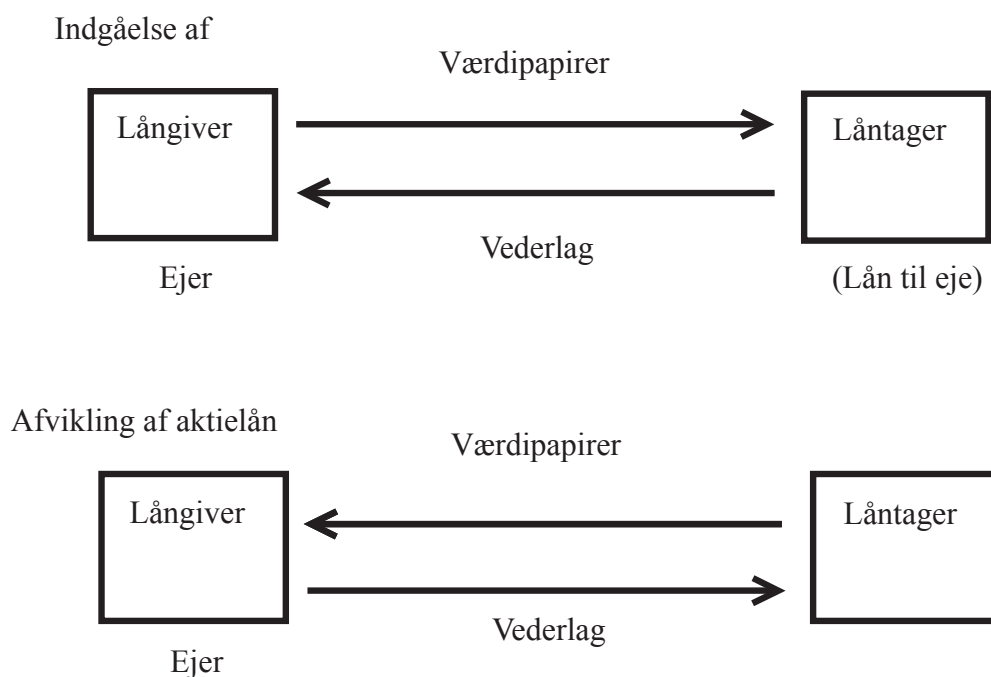 Indgåelse af
Værdipapirer
Långiver
Låntager
Vederlag
Ejer
(Lån til eje)
Afvikling af aktielån
Værdipapirer
Långiver
Låntager
Vederlag
Ejer